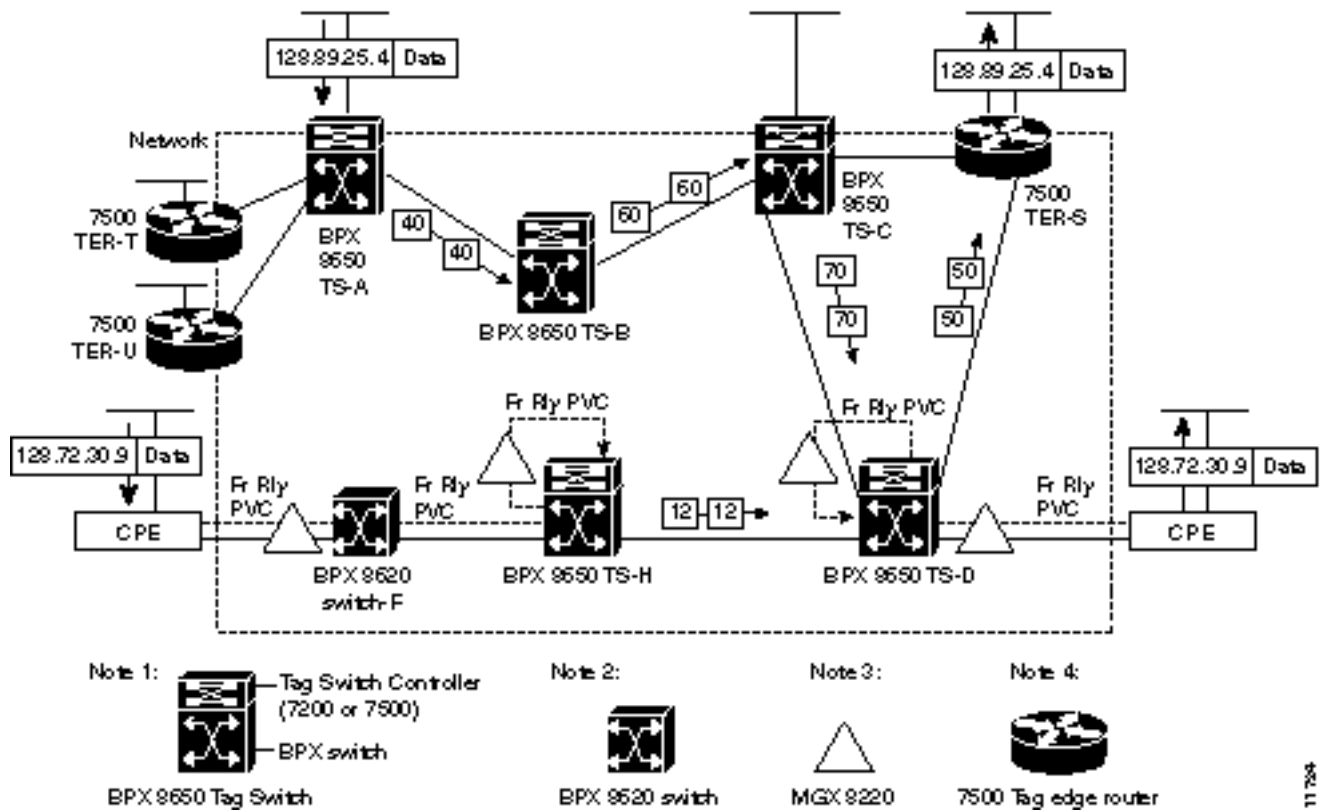 128.89.25.4 Data
128.89.25.4 Data
Network
7500
TER-T
BPX
8650
TS-A
40
40
BPX 8650 TS-B
60
60
BPX
8650
TS-C
7500
TER-S
7500
TER-U
70
70
50
50
128.72.30.9 Data
CPE
Fr Rly
PVC
BPX 8620
switch-F
Fr Rly
PVC
Fr Rly PVC
BPX 8650 TS-H
12
12
Fr Rly PVC
BPX 8650 TS-D
Fr Rly
PVC
128.72.30.9 Data
CPE
Note 1:
Tag Switch Controller
(7200 or 7500)
BPX switch
BPX 8650 Tag Switch
Note 2:
BPX 8620 switch
Note 3:
MGX 8220
Note 4:
7500 Tag edge router